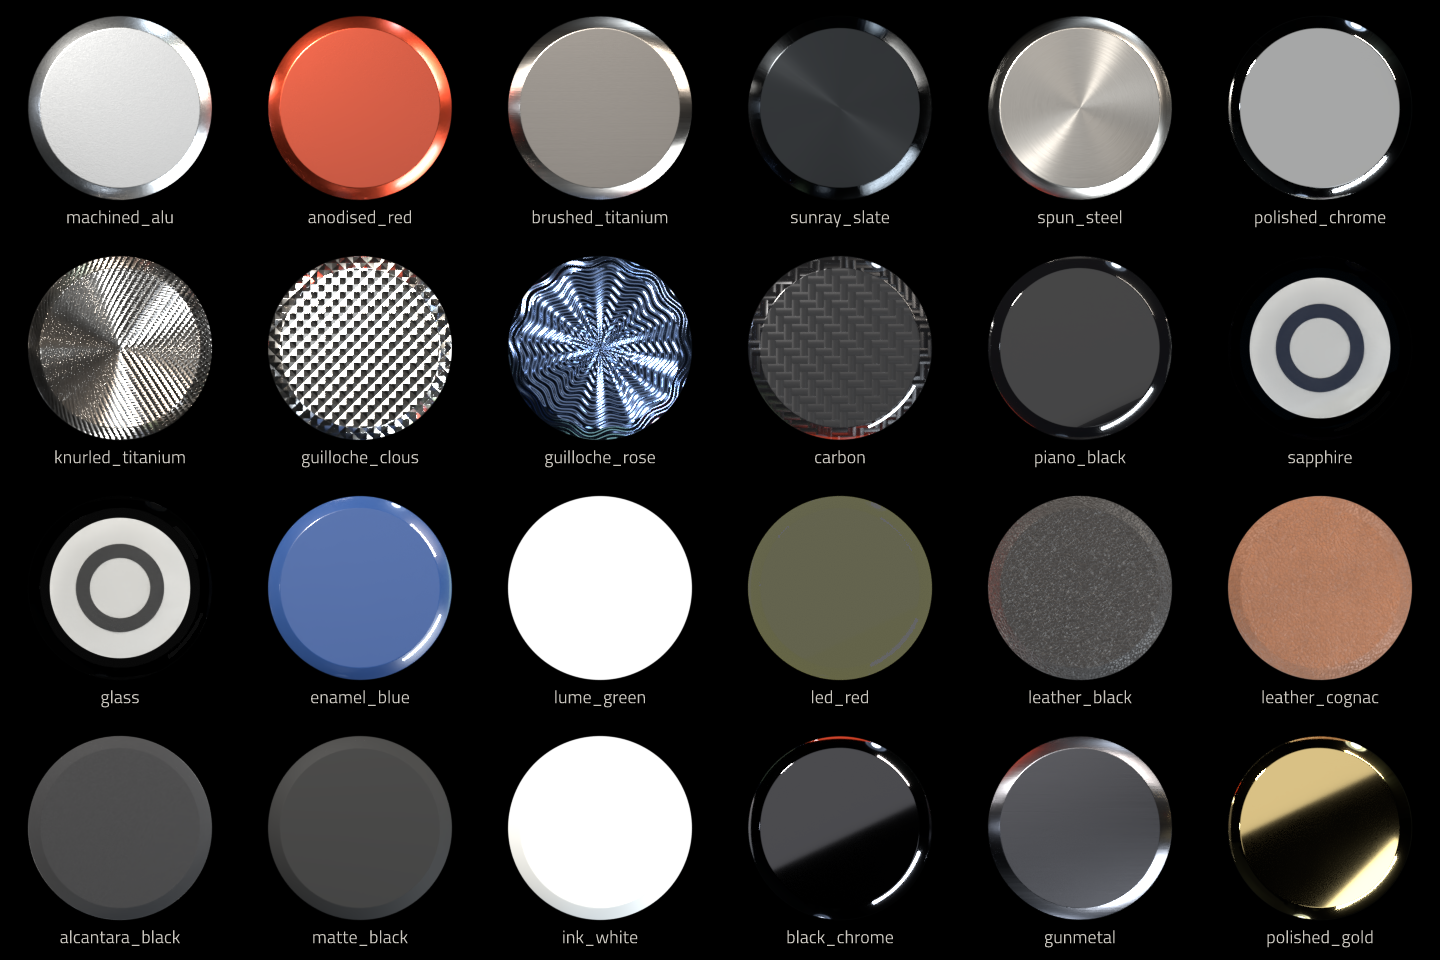 machined_alu
anodised_red
brushed_titanium
sunray_slate
spun_steel
polished_chrome
knurled_titanium
guilloche_clous
guilloche_rose
carbon
piano_black
sapphire
glass
enamel_blue
lume_green
led_red
leather_black
leather_cognac
alcantara_black
matte_black
ink_white
black_chrome
gunmetal
polished_gold